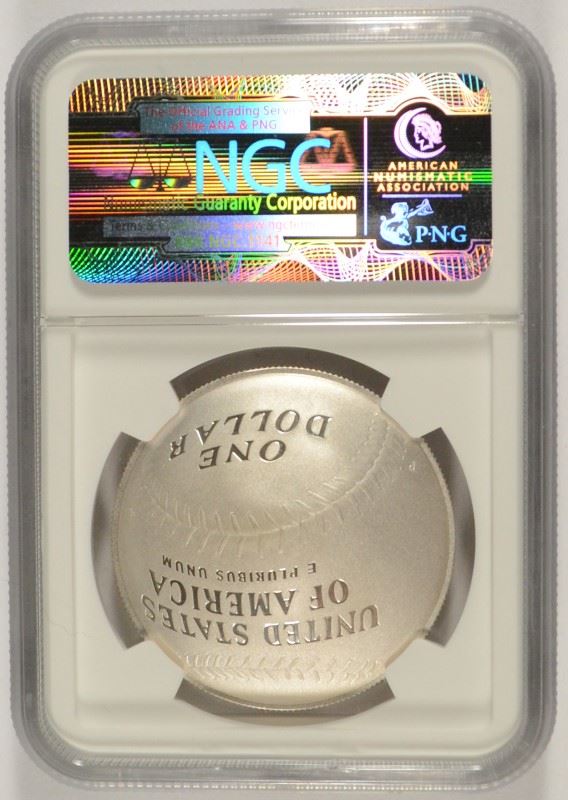 The Official Grading Service
of the ANA & PNG
NGC
Numismatic Guaranty Corporation
AMERICAN
NUMISMATIC
ASSOCIATION
P·N·G
UNITED STATES
OF AMERICA
E PLURIBUS UNUM
ONE
DOLLAR